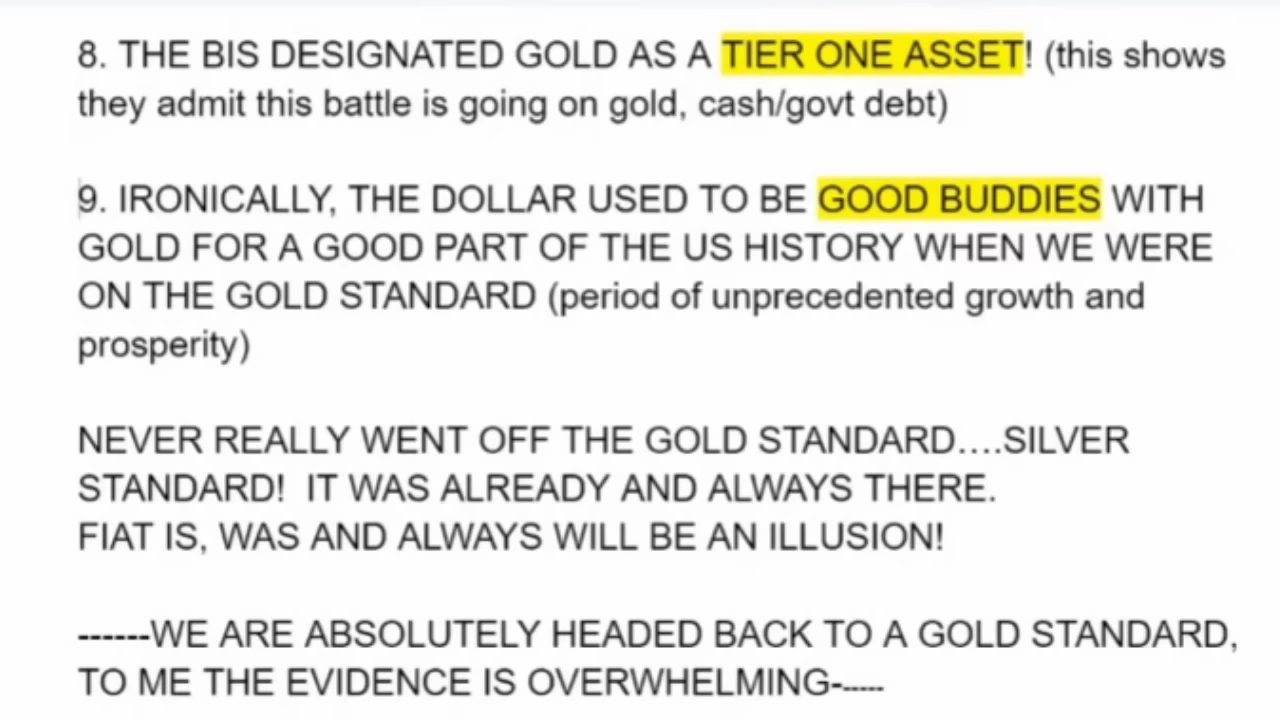 8. THE BIS DESIGNATED GOLD AS A TIER ONE ASSET! (this shows
they admit this battle is going on gold, cash/govt debt)
9. IRONICALLY, THE DOLLAR USED TO BE GOOD BUDDIES WITH
GOLD FOR A GOOD PART OF THE US HISTORY WHEN WE WERE
ON THE GOLD STANDARD (period of unprecedented growth and
prosperity)
NEVER REALLY WENT OFF THE GOLD STANDARD....SILVER
STANDARD!  IT WAS ALREADY AND ALWAYS THERE.
FIAT IS, WAS AND ALWAYS WILL BE AN ILLUSION!
------WE ARE ABSOLUTELY HEADED BACK TO A GOLD STANDARD,
TO ME THE EVIDENCE IS OVERWHELMING------